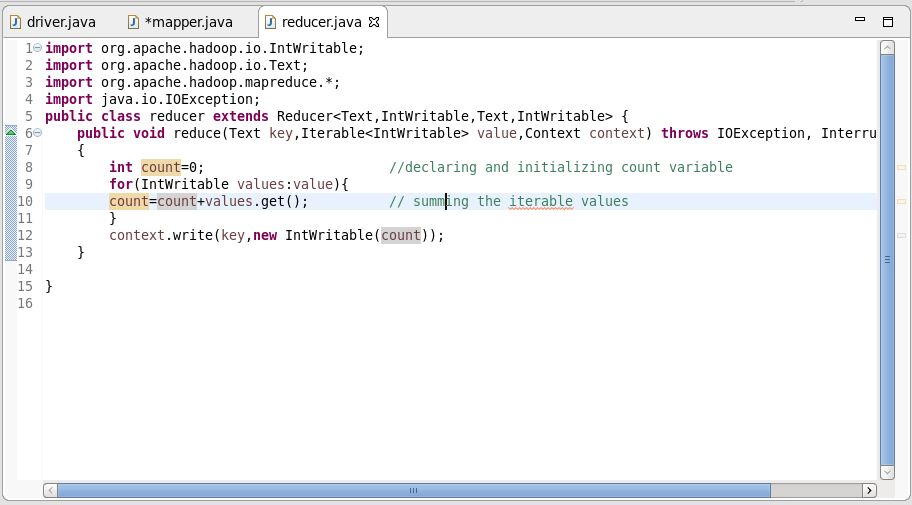 driver.java *mapper.java reducer.java
1 import org.apache.hadoop.io.IntWritable;
2 import org.apache.hadoop.io.Text;
3 import org.apache.hadoop.mapreduce.*;
4 import java.io.IOException;
5 public class reducer extends Reducer<Text,IntWritable,Text,IntWritable> {
6 public void reduce(Text key,Iterable<IntWritable> value,Context context) throws IOException, Interru
7 {
8 int count=0; //declaring and initializing count variable
9 for(IntWritable values:value){
10 count=count+values.get(); // summing the iterable values
11 }
12 context.write(key,new IntWritable(count));
13 }
14
15 }
16